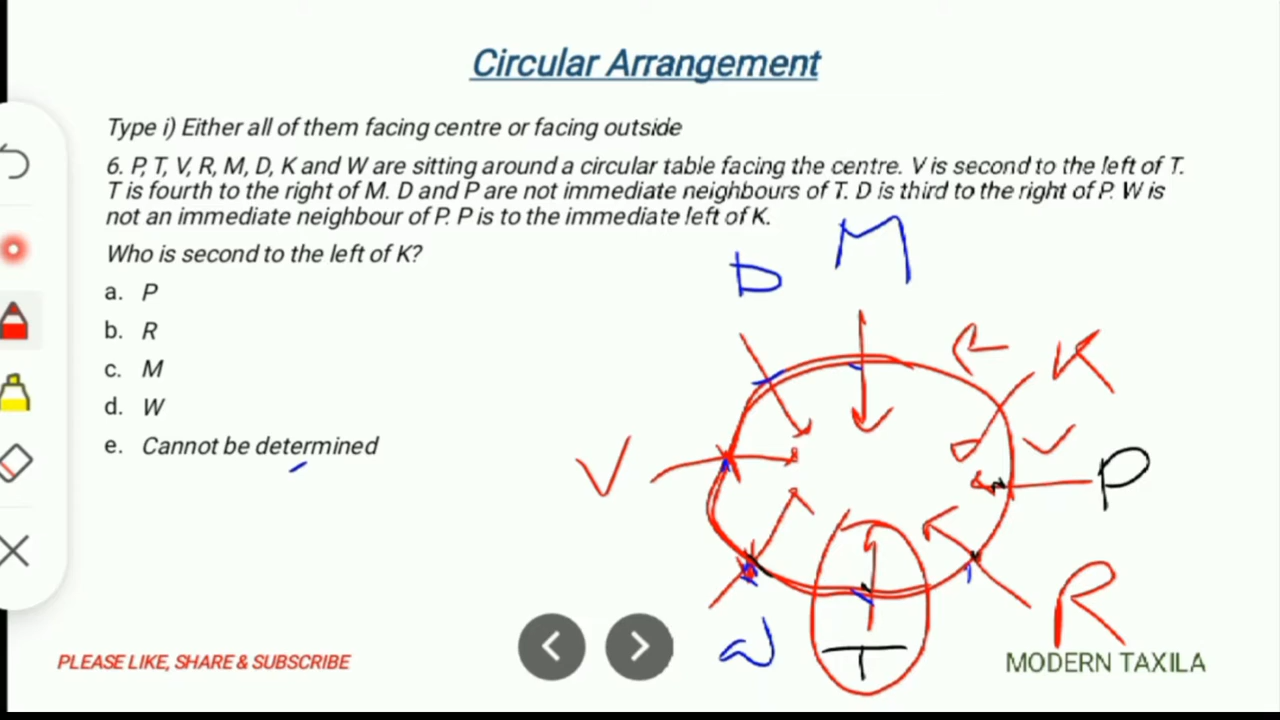 Circular Arrangement
Type i) Either all of them facing centre or facing outside
6. P, T, V, R, M, D, K and W are sitting around a circular table facing the centre. V is second to the left of T.
T is fourth to the right of M. D and P are not immediate neighbours of T. D is third to the right of P. W is
not an immediate neighbour of P. P is to the immediate left of K.
Who is second to the left of K?
a. P
b. R
c. M
d. W
e. Cannot be determined
M
D
K
V
P
R
W
T
PLEASE LIKE, SHARE & SUBSCRIBE
MODERN TAXILA